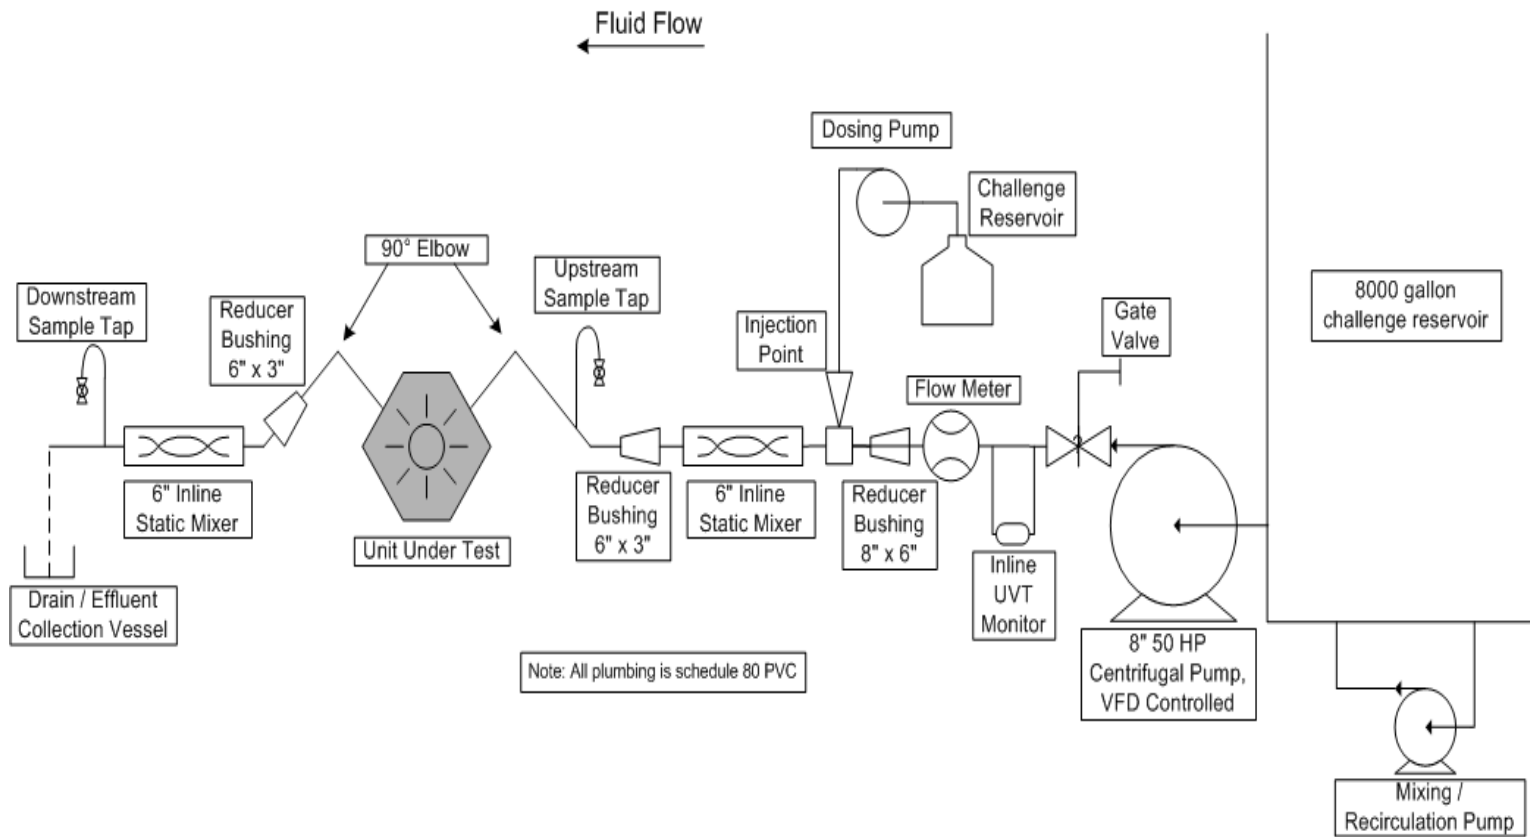 Fluid Flow
Dosing Pump
Challenge
Reservoir
90° Elbow
Upstream
Sample Tap
Downstream
Sample Tap
Reducer
Bushing
6" x 3"
Injection
Point
Gate
Valve
8000 gallon
challenge reservoir
Flow Meter
6" Inline
Static Mixer
Unit Under Test
Reducer
Bushing
6" x 3"
6" Inline
Static Mixer
Reducer
Bushing
8" x 6"
Inline
UVT
Monitor
Drain / Effluent
Collection Vessel
8" 50 HP
Centrifugal Pump,
VFD Controlled
Note: All plumbing is schedule 80 PVC
Mixing /
Recirculation Pump